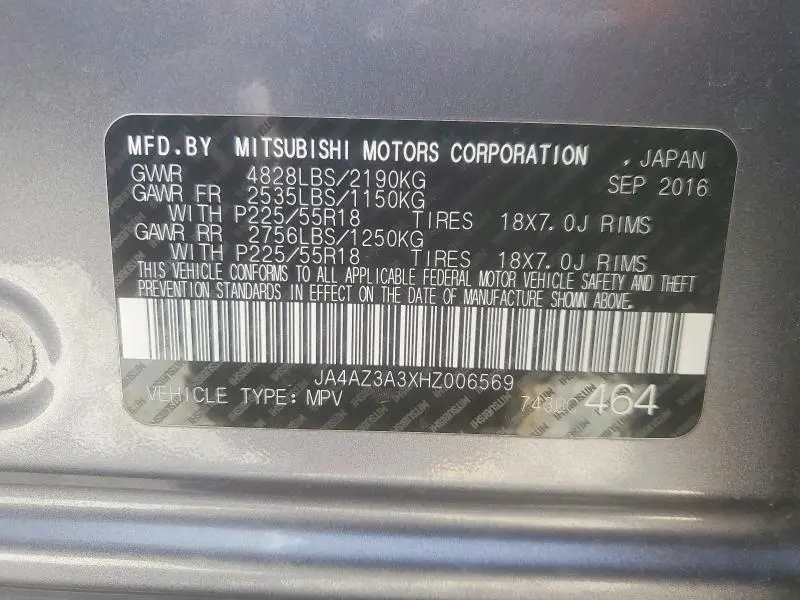 MFD.BY MITSUBISHI MOTORS CORPORATION , JAPAN
GVWR 4828LBS/2190KG SEP 2016
GAWR FR 2535LBS/1150KG
WITH P225/55R18 TIRES 18X7.0J RIMS
GAWR RR 2756LBS/1250KG
WITH P225/55R18 TIRES 18X7.0J RIMS
THIS VEHICLE CONFORMS TO ALL APPLICABLE FEDERAL MOTOR VEHICLE SAFETY AND THEFT
PREVENTION STANDARDS IN EFFECT ON THE DATE OF MANUFACTURE SHOWN ABOVE.
JA4AZ3A3XHZ006569
VEHICLE TYPE: MPV 7430C 464